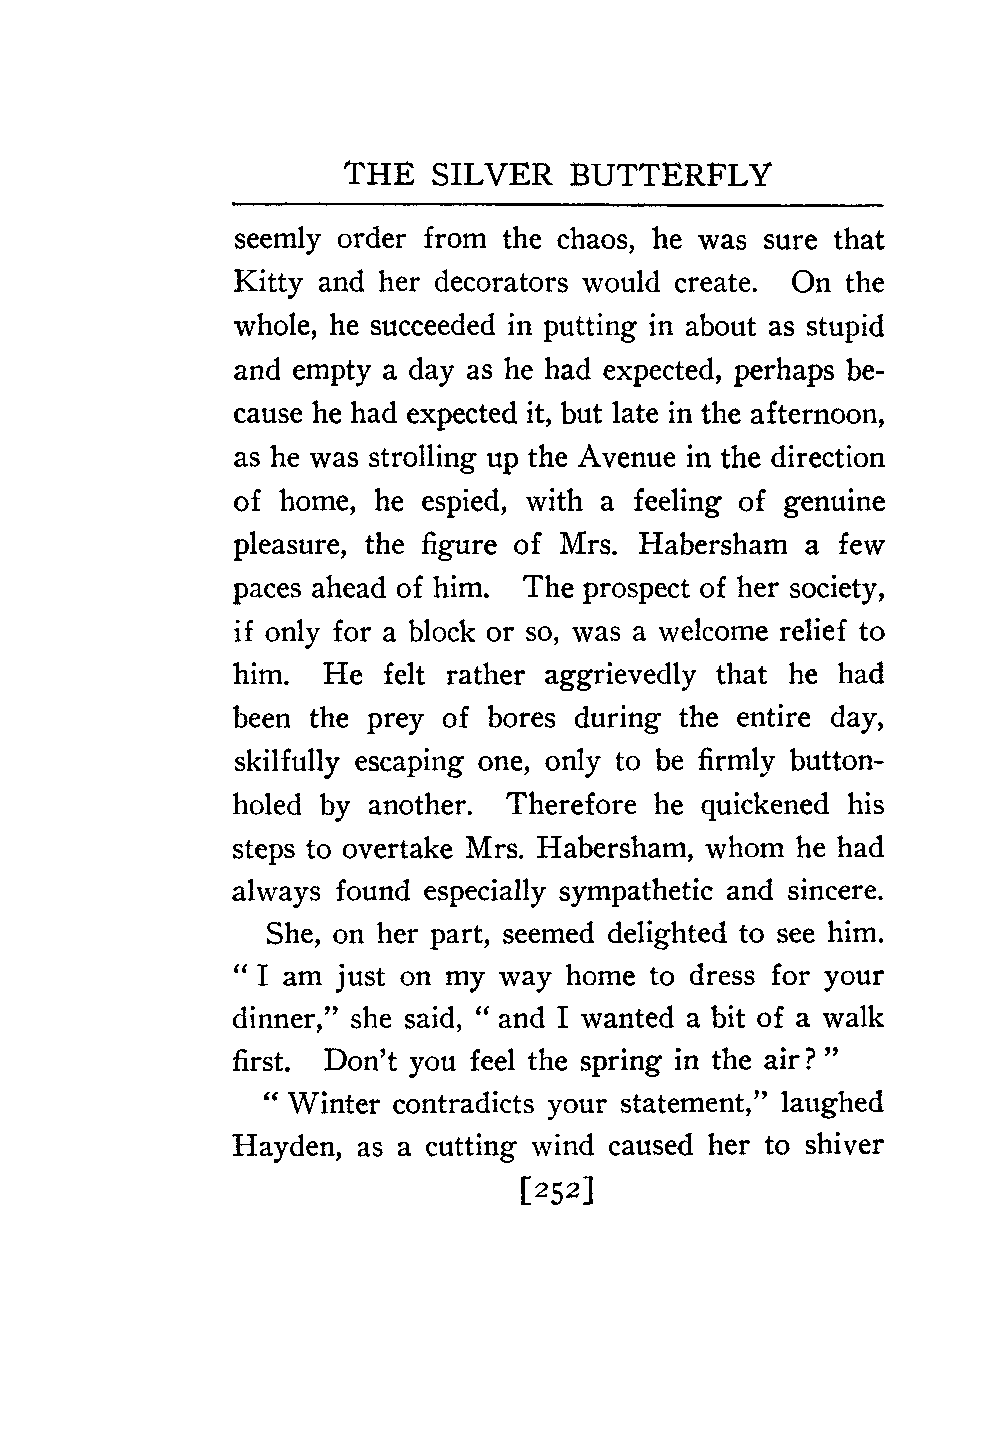 THE SILVER BUTTERFLY
seemly order from the chaos, he was sure that
Kitty and her decorators would create. On the
whole, he succeeded in putting in about as stupid
and empty a day as he had expected, perhaps be-
cause he had expected it, but late in the afternoon,
as he was strolling up the Avenue in the direction
of home, he espied, with a feeling of genuine
pleasure, the figure of Mrs. Habersham a few
paces ahead of him. The prospect of her society,
if only for a block or so, was a welcome relief to
him. He felt rather aggrievedly that he had
been the prey of bores during the entire day,
skilfully escaping one, only to be firmly button-
holed by another. Therefore he quickened his
steps to overtake Mrs. Habersham, whom he had
always found especially sympathetic and sincere.
She, on her part, seemed delighted to see him.
“ I am just on my way home to dress for your
dinner,” she said, “ and I wanted a bit of a walk
first. Don’t you feel the spring in the air? ”
“ Winter contradicts your statement,” laughed
Hayden, as a cutting wind caused her to shiver
[252]